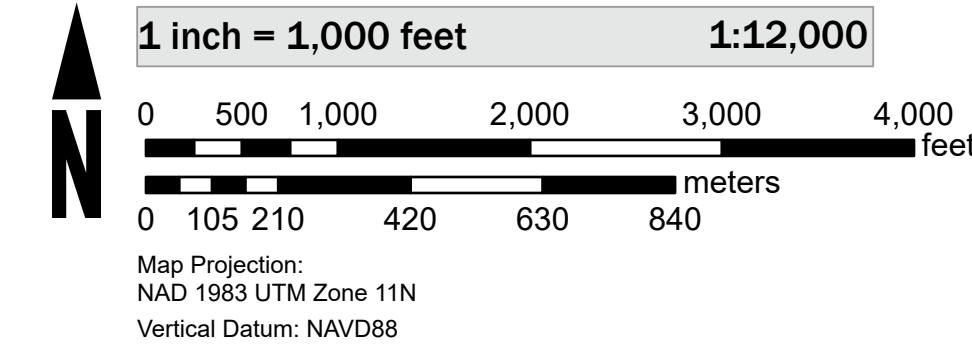 1 inch = 1,000 feet 1:12,000
0 500 1,000 2,000 3,000 4,000
feet
meters
0 105 210 420 630 840
N
Map Projection:
NAD 1983 UTM Zone 11N
Vertical Datum: NAVD88